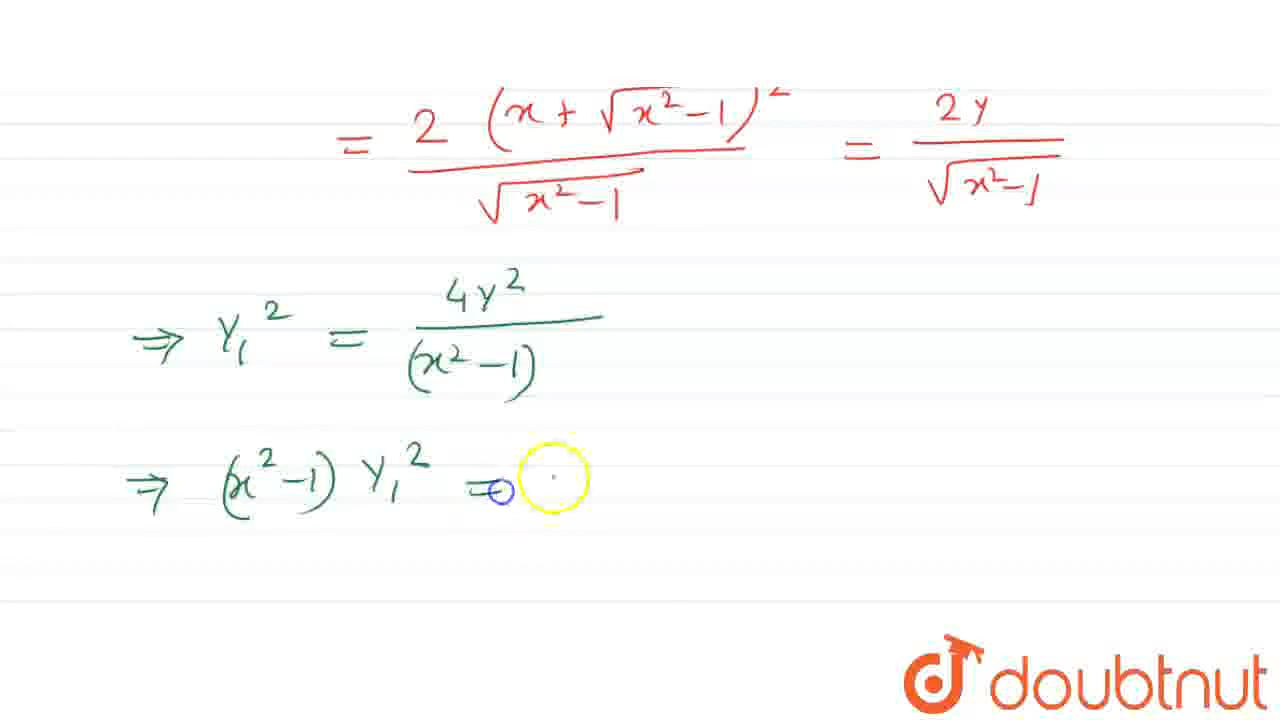 = 2 (x + √x² - 1)² / √x² - 1 = 2y / √x² - 1
⇒ y₁² = 4y² / (x² - 1)
⇒ (x² - 1) y₁² =
doubtnut